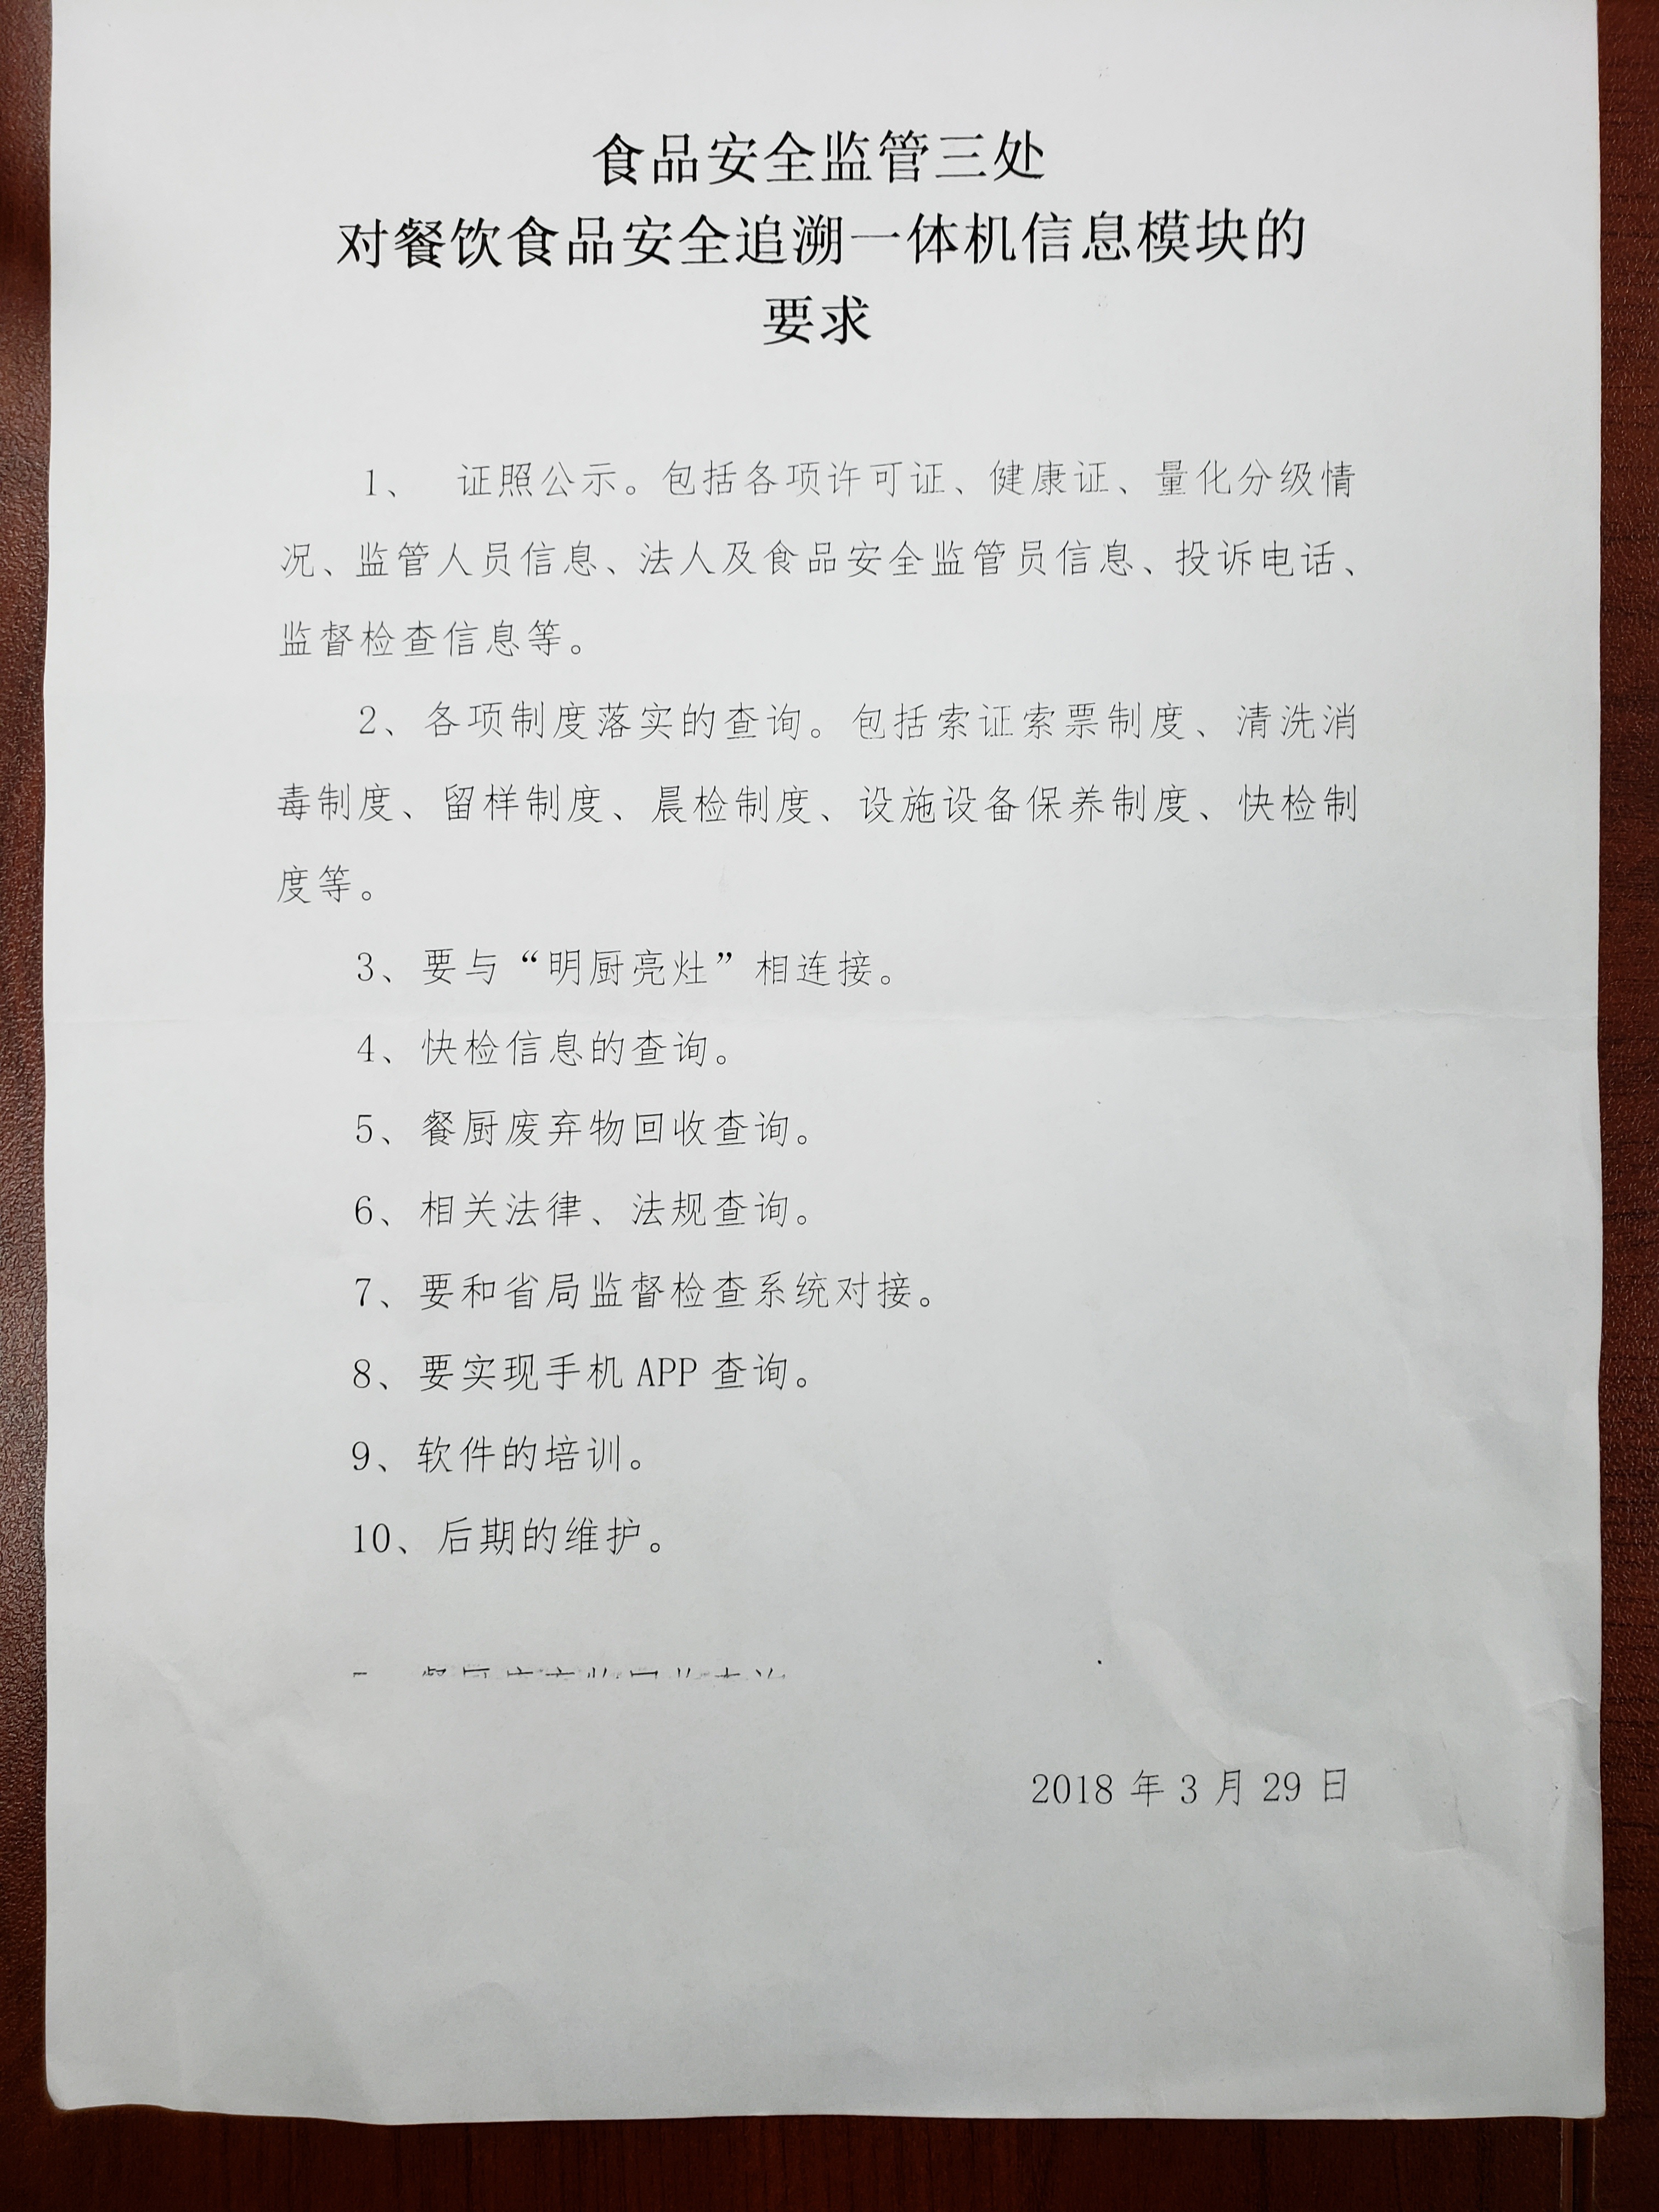 食品安全监管三处
对餐饮食品安全追溯一体机信息模块的
要求
1、 证照公示。包括各项许可证、健康证、量化分级情
况、监管人员信息、法人及食品安全监管员信息、投诉电话、
监督检查信息等。
2、各项制度落实的查询。包括索证索票制度、清洗消
毒制度、留样制度、晨检制度、设施设备保养制度、快检制
度等。
3、要与“明厨亮灶”相连接。
4、快检信息的查询。
5、餐厨废弃物回收查询。
6、相关法律、法规查询。
7、要和省局监督检查系统对接。
8、要实现手机 APP 查询。
9、软件的培训。
10、后期的维护。
2018 年 3 月 29 日